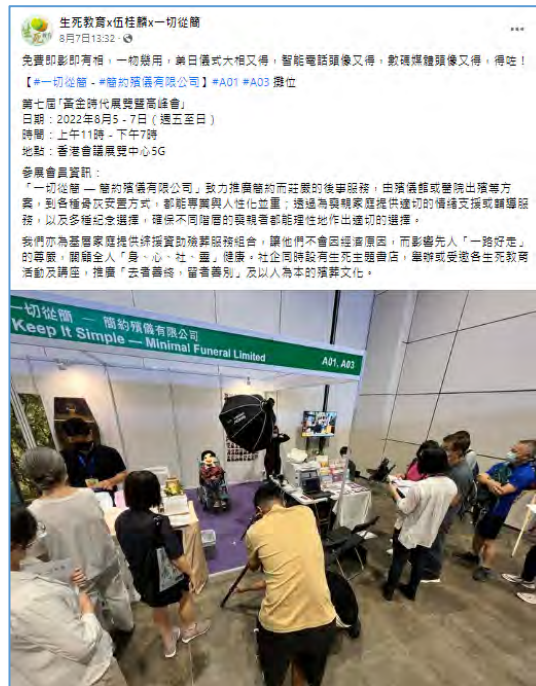 生死教育x伍桂麟x一切從簡
8月7日13:32 ·
免費即影即有相，一物幾用，第日儀式大相又得，智能電話頭像又得，數碼媒體頭像又得，得咗！
【#一切從簡 - #簡約殯儀有限公司】#A01 #A03 攤位
第七屆「黃金時代展覽暨高峰會」
日期：2022年8月5 - 7日（週五至日）
時間：上午11時 - 下午7時
地點：香港會議展覽中心5G
參展會員資訊：
「一切從簡 — 簡約殯儀有限公司」致力推廣簡約而莊嚴的後事服務，由殯儀館或醫院出殯等方
案，到各種骨灰安置方式，都能專業與人性化並重；透過為喪親家庭提供適切的情緒支援或輔導服
務，以及多種紀念選擇，確保不同階層的喪親者都能理性地作出適切的選擇。
我們亦為基層家庭提供綜援資助殮葬服務組合，讓他們不會因經濟原因，而影響先人「一路好走」
的尊嚴，關顧全人「身、心、社、靈」健康。社企同時設有生死主題書店，舉辦或受邀各生死教育
活動及講座，推廣「去者善終，留者善別」及以人為本的殯葬文化。
一切從簡 — 簡約殯儀有限公司
Keep It Simple — Minimal Funeral Limited
A01, A03